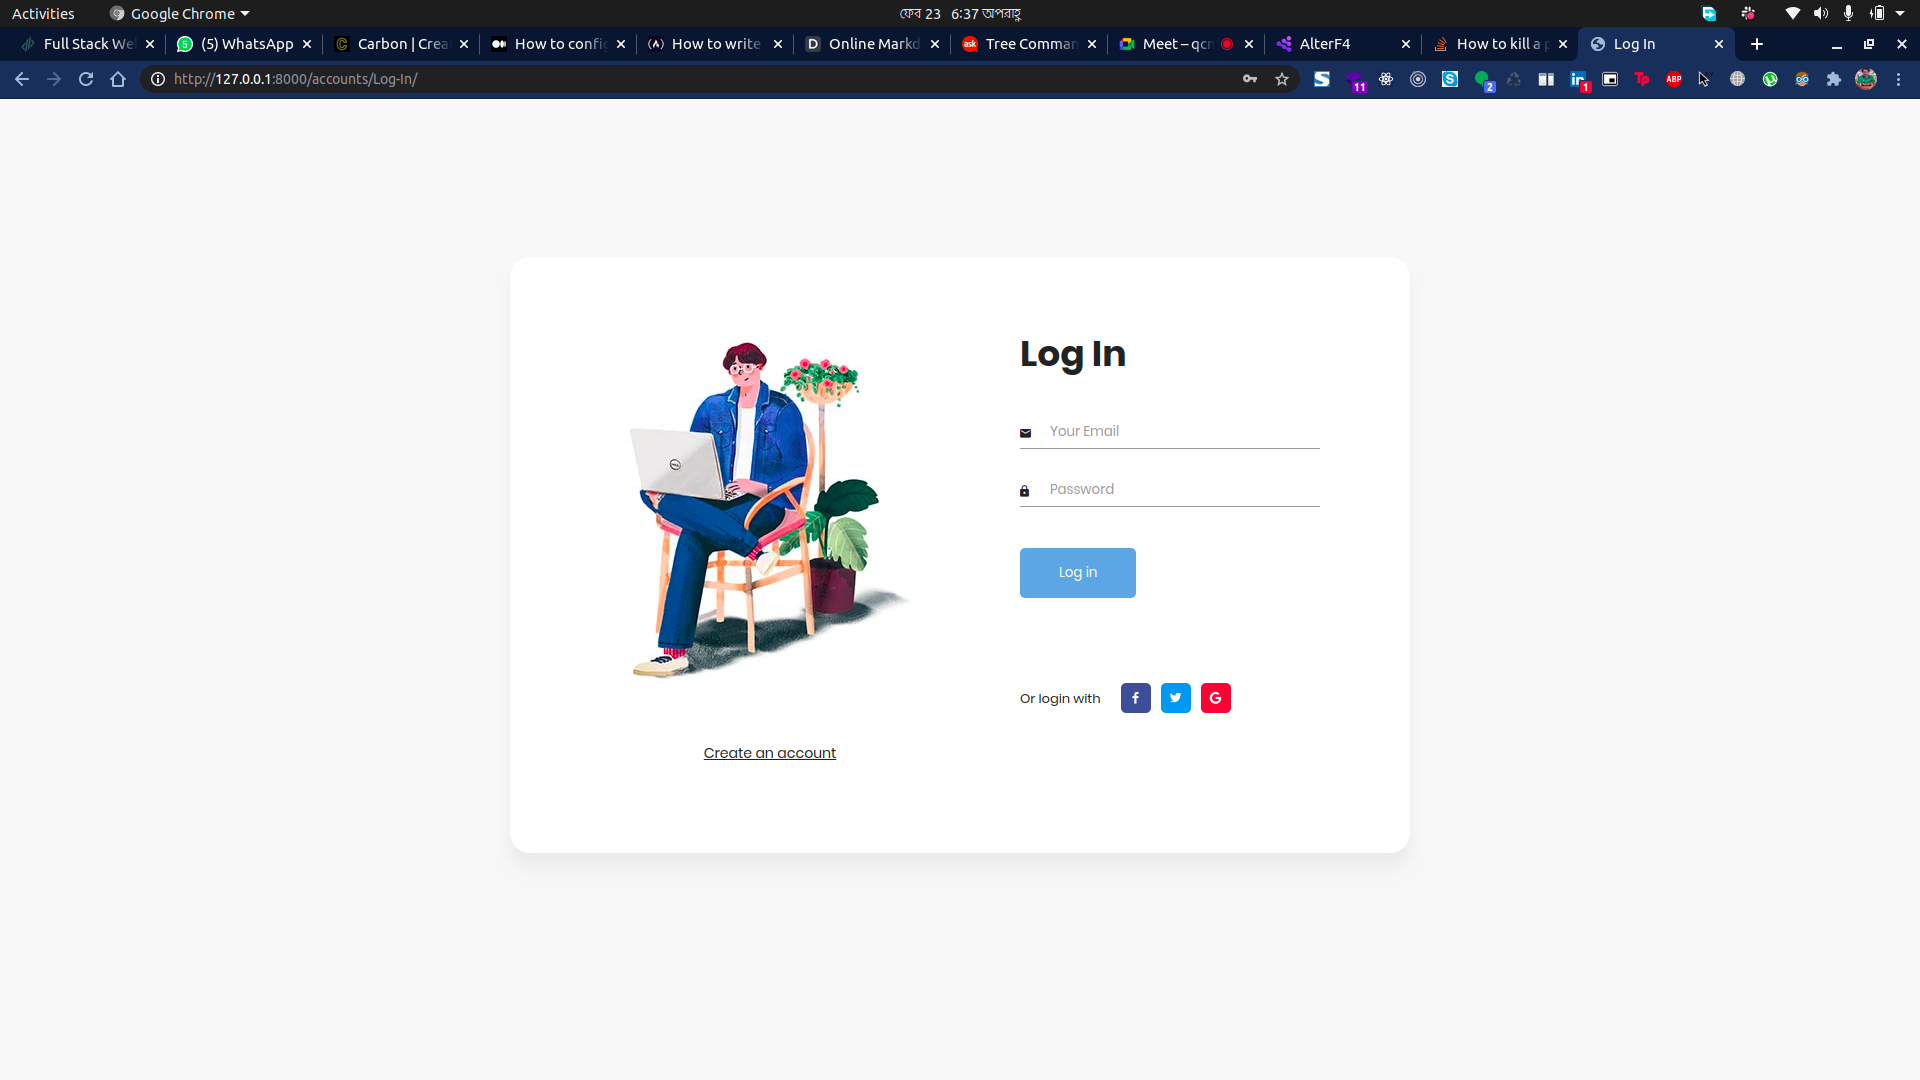 Activities Google Chrome ফেব 23 6:37 অপরাহ্ণ
Full Stack We (5) WhatsApp Carbon | Crea How to confi How to write Online Markd Tree Comman Meet – qcn AlterF4 How to kill a p Log In
http://127.0.0.1:8000/accounts/Log-In/
11 2 1 Tp ABP
Log In
Your Email
Password
Log in
Or login with
Create an account